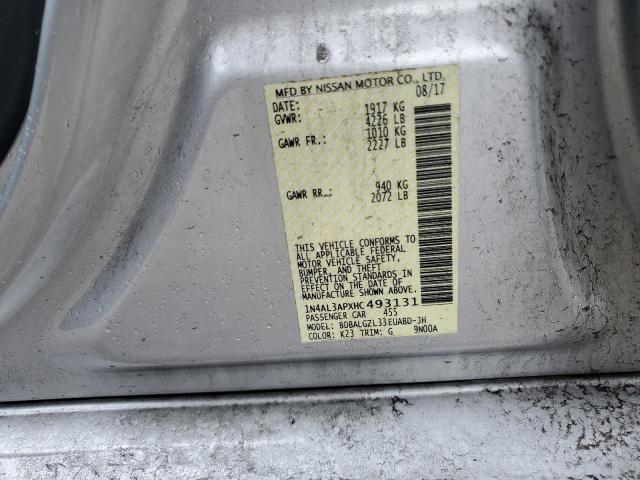 MFD BY NISSAN MOTOR CO., LTD.
DATE: 08/17
GVWR: 1917 KG
4226 LB
GAWR FR.: 1010 KG
2227 LB
GAWR RR.: 940 KG
2072 LB
THIS VEHICLE CONFORMS TO
ALL APPLICABLE FEDERAL
MOTOR VEHICLE SAFETY,
BUMPER, AND THEFT
PREVENTION STANDARDS IN
EFFECT ON THE DATE OF
MANUFACTURE SHOWN ABOVE.
1N4AL3APXHC493131
PASSENGER CAR 455
MODEL: BDBALGZL33EUABD-JH
COLOR: K23 TRIM: G 9N00A